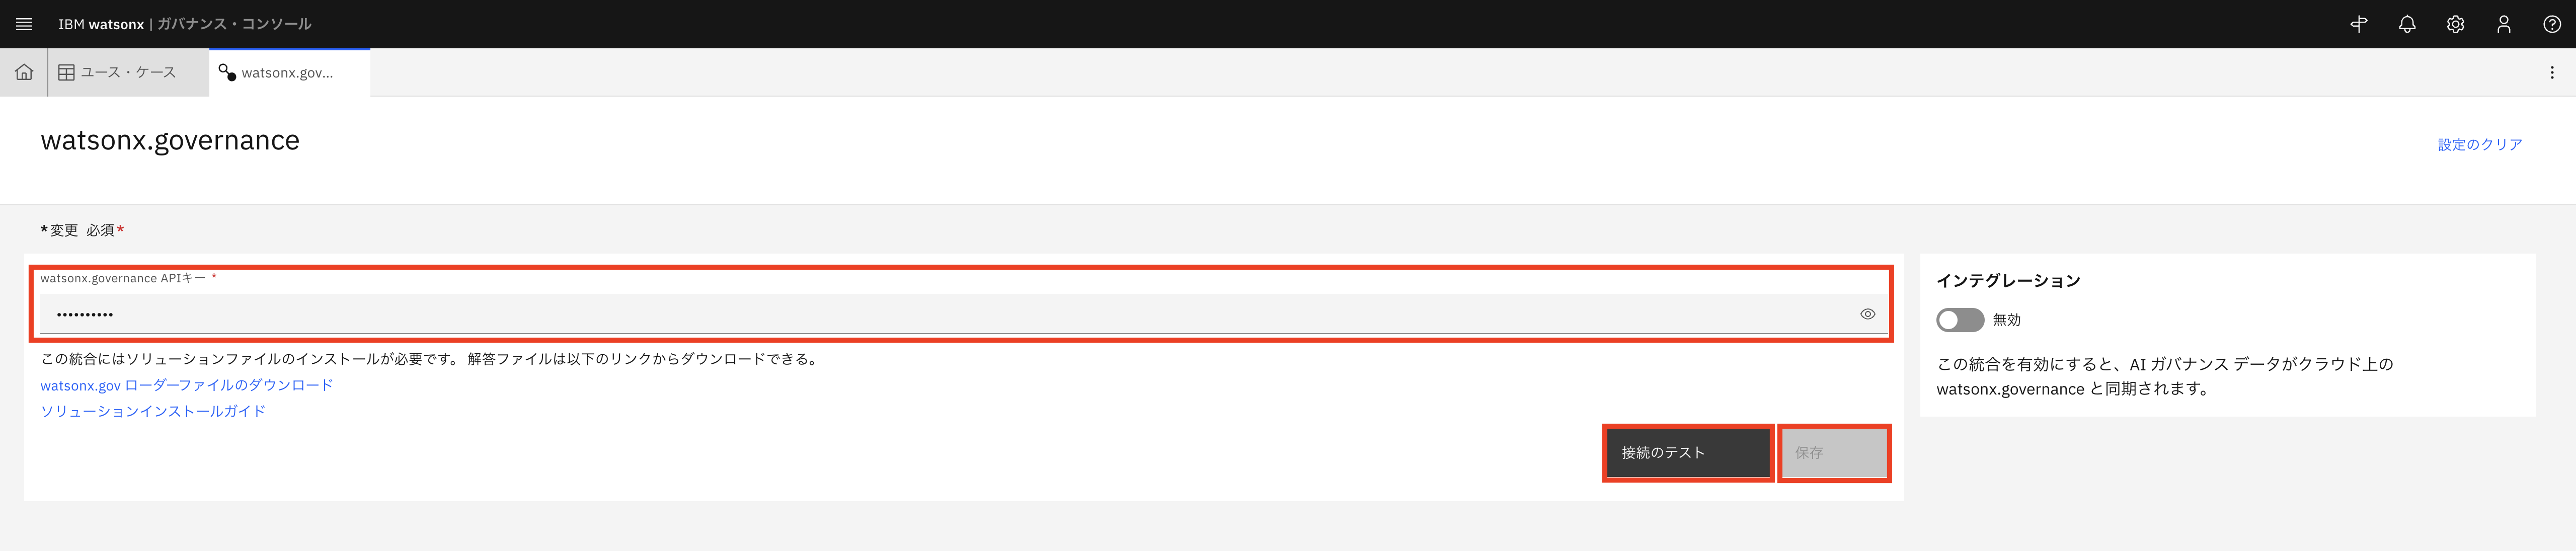 IBM watsonx | ガバナンス・コンソール
ユース・ケース
watsonx.gov...
watsonx.governance
設定のクリア
*変更 必須*
watsonx.governance APIキー *
••••••••••
この統合にはソリューションファイルのインストールが必要です。 解答ファイルは以下のリンクからダウンロードできる。
watsonx.gov ローダーファイルのダウンロード
ソリューションインストールガイド
接続のテスト
保存
インテグレーション
無効
この統合を有効にすると、AI ガバナンス データがクラウド上の
watsonx.governance と同期されます。